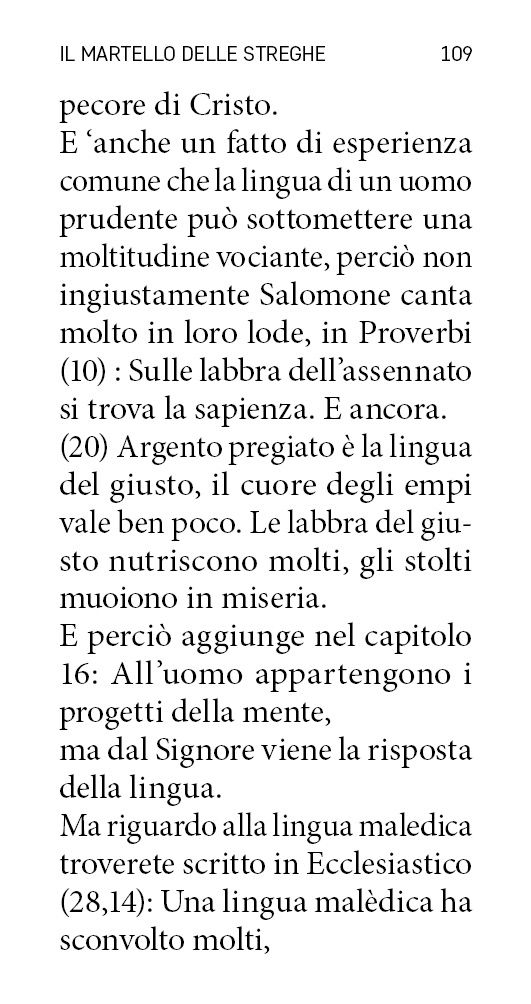 IL MARTELLO DELLE STREGHE 109
pecore di Cristo.
E ‘anche un fatto di esperienza
comune che la lingua di un uomo
prudente può sottomettere una
moltitudine vociante, perciò non
ingiustamente Salomone canta
molto in loro lode, in Proverbi
(10) : Sulle labbra dell’assennato
si trova la sapienza. E ancora.
(20) Argento pregiato è la lingua
del giusto, il cuore degli empi
vale ben poco. Le labbra del giu-
sto nutriscono molti, gli stolti
muoiono in miseria.
E perciò aggiunge nel capitolo
16: All’uomo appartengono i
progetti della mente,
ma dal Signore viene la risposta
della lingua.
Ma riguardo alla lingua maledica
troverete scritto in Ecclesiastico
(28,14): Una lingua malèdica ha
sconvolto molti,